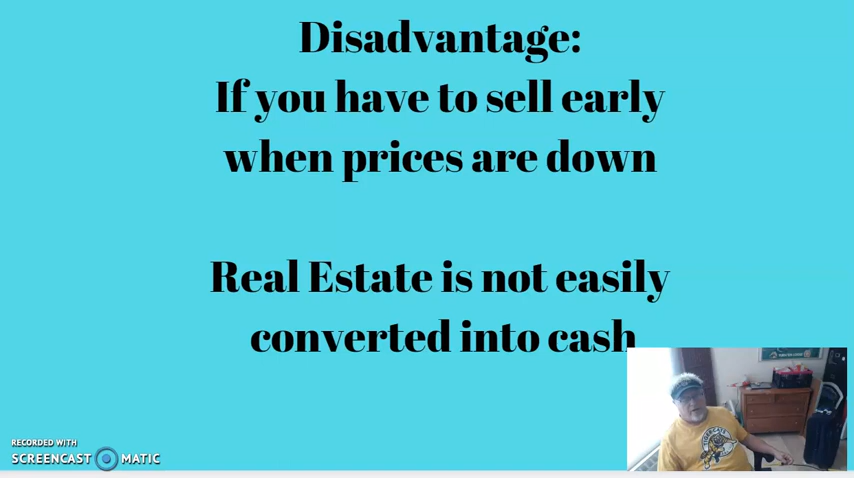 Disadvantage:
If you have to sell early
when prices are down
Real Estate is not easily
converted into cash
RECORDED WITH
SCREENCAST MATIC